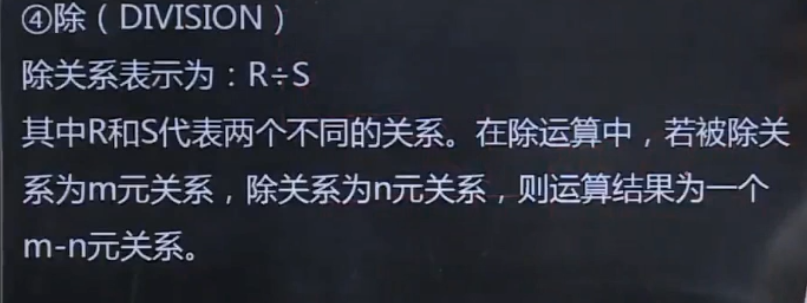 ④除（DIVISION）
除关系表示为：R÷S
其中R和S代表两个不同的关系。在除运算中，若被除关
系为m元关系，除关系为n元关系，则运算结果为一个
m-n元关系。